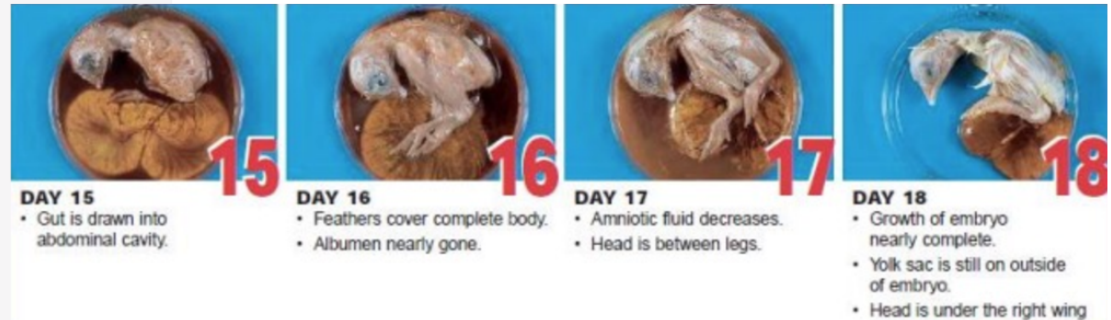 15
DAY 15
• Gut is drawn into
abdominal cavity.
16
DAY 16
• Feathers cover complete body.
• Albumen nearly gone.
17
DAY 17
• Amniotic fluid decreases.
• Head is between legs.
18
DAY 18
• Growth of embryo
nearly complete.
• Yolk sac is still on outside
of embryo.
• Head is under the right wing